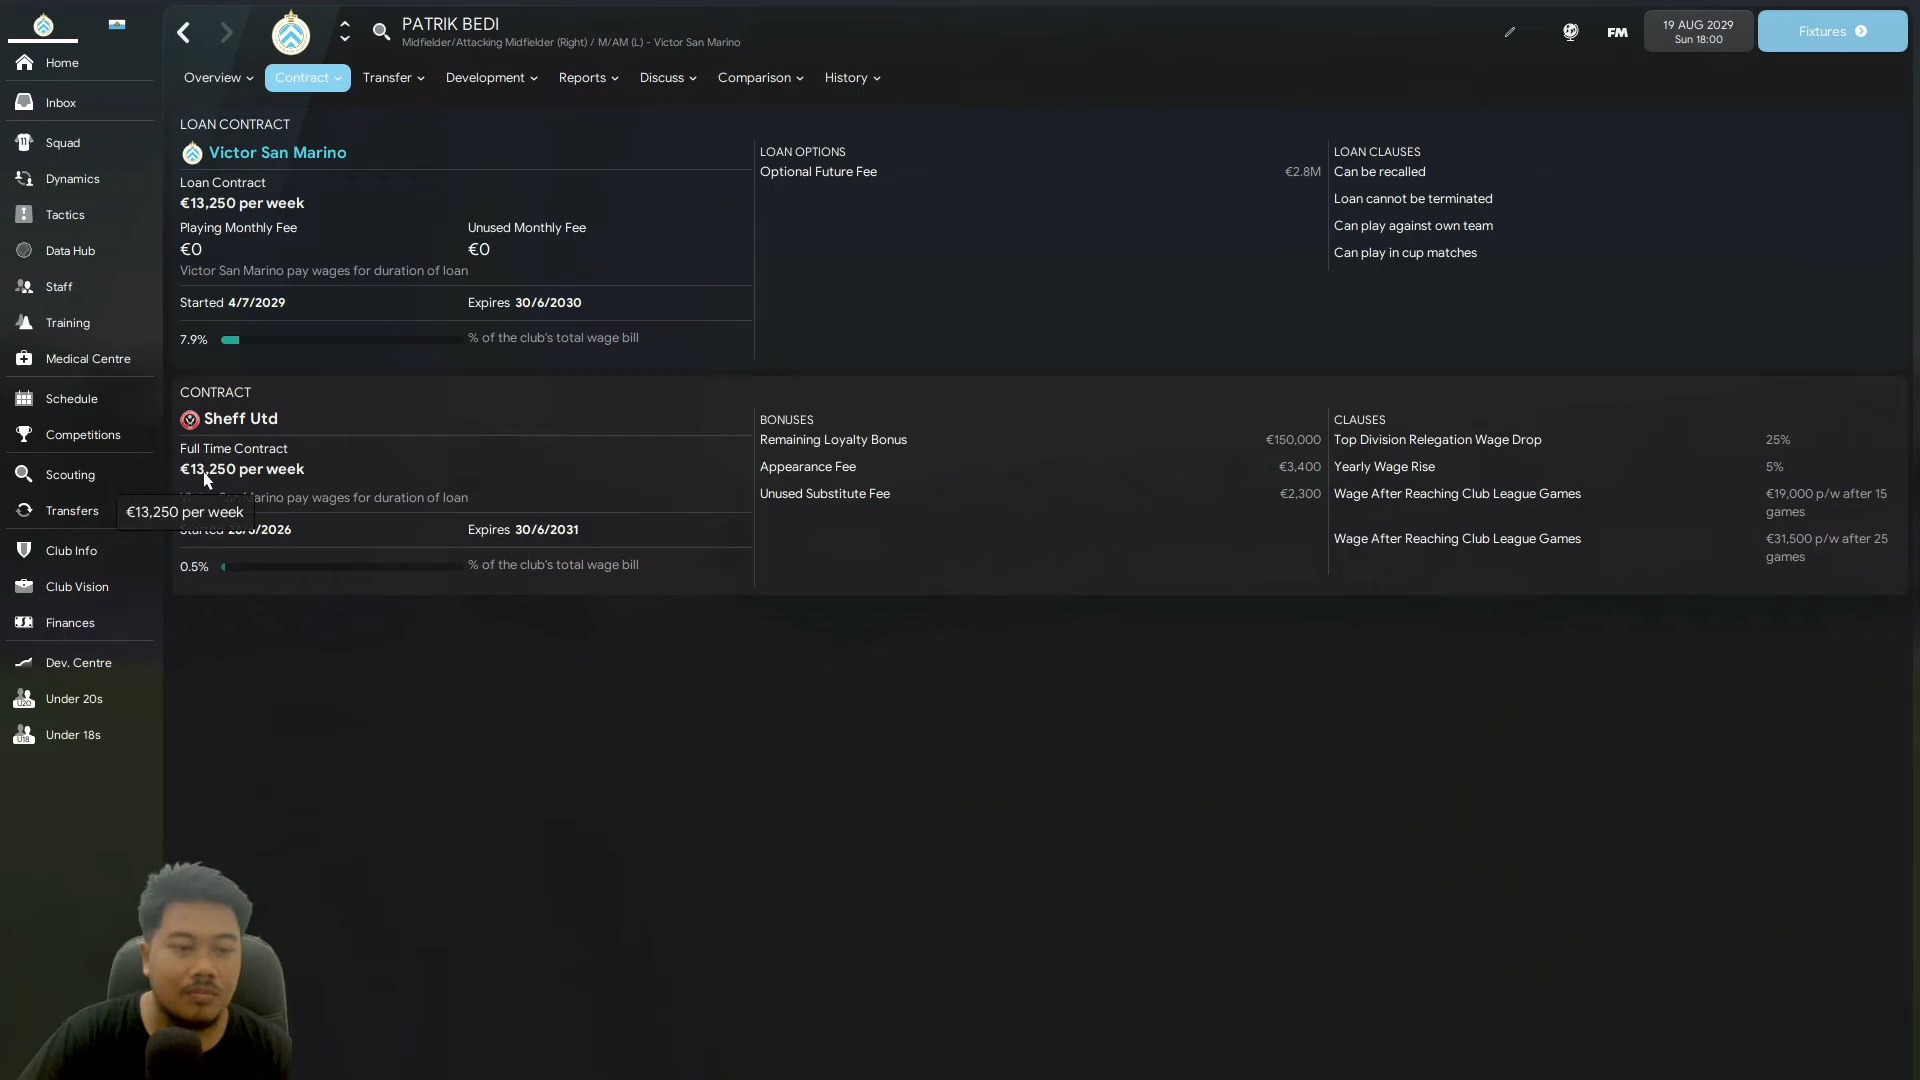 PATRIK BEDI
Midfielder/Attacking Midfielder (Right) / M/AM (L) - Victor San Marino
FM
19 AUG 2029
Sun 18:00
Fixtures
Overview
Contract
Transfer
Development
Reports
Discuss
Comparison
History
Home
Inbox
Squad
Dynamics
Tactics
Data Hub
Staff
Training
Medical Centre
Schedule
Competitions
Scouting
Transfers
Club Info
Club Vision
Finances
Dev. Centre
U20
Under 20s
U18
Under 18s
LOAN CONTRACT
Victor San Marino
Loan Contract
€13,250 per week
Playing Monthly Fee
Unused Monthly Fee
€0
€0
Victor San Marino pay wages for duration of loan
Started 4/7/2029
Expires 30/6/2030
7.9%
% of the club's total wage bill
LOAN OPTIONS
Optional Future Fee
€2.8M
LOAN CLAUSES
Can be recalled
Loan cannot be terminated
Can play against own team
Can play in cup matches
CONTRACT
Sheff Utd
Full Time Contract
€13,250 per week
San Marino pay wages for duration of loan
€13,250 per week
Started /2026
Expires 30/6/2031
0.5%
% of the club's total wage bill
BONUSES
Remaining Loyalty Bonus
€150,000
Appearance Fee
€3,400
Unused Substitute Fee
€2,300
CLAUSES
Top Division Relegation Wage Drop
25%
Yearly Wage Rise
5%
Wage After Reaching Club League Games
€19,000 p/w after 15
games
Wage After Reaching Club League Games
€31,500 p/w after 25
games